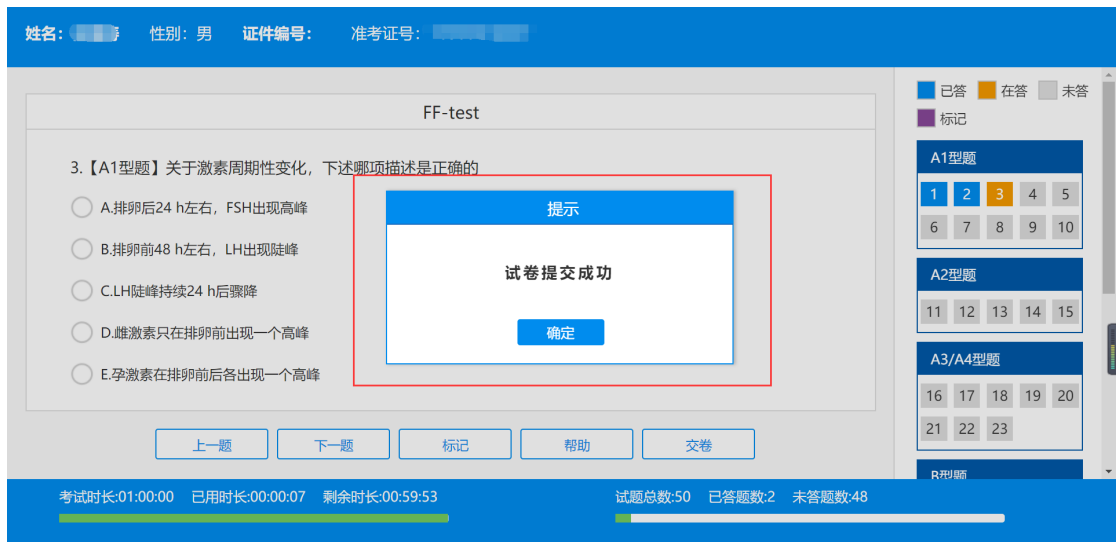 姓名： 性别：男 证件编号： 准考证号：
FF-test
3.【A1型题】关于激素周期性变化，下述哪项描述是正确的
A.排卵后24 h左右，FSH出现高峰
B.排卵前48 h左右，LH出现陡峰
C.LH陡峰持续24 h后骤降
D.雌激素只在排卵前出现一个高峰
E.孕激素在排卵前后各出现一个高峰
提示
试卷提交成功
确定
上一题 下一题 标记 帮助 交卷
已答 在答 未答
标记
A1型题
1 2 3 4 5
6 7 8 9 10
A2型题
11 12 13 14 15
A3/A4型题
16 17 18 19 20
21 22 23
B型题
考试时长:01:00:00 已用时长:00:00:07 剩余时长:00:59:53
试题总数:50 已答题数:2 未答题数:48